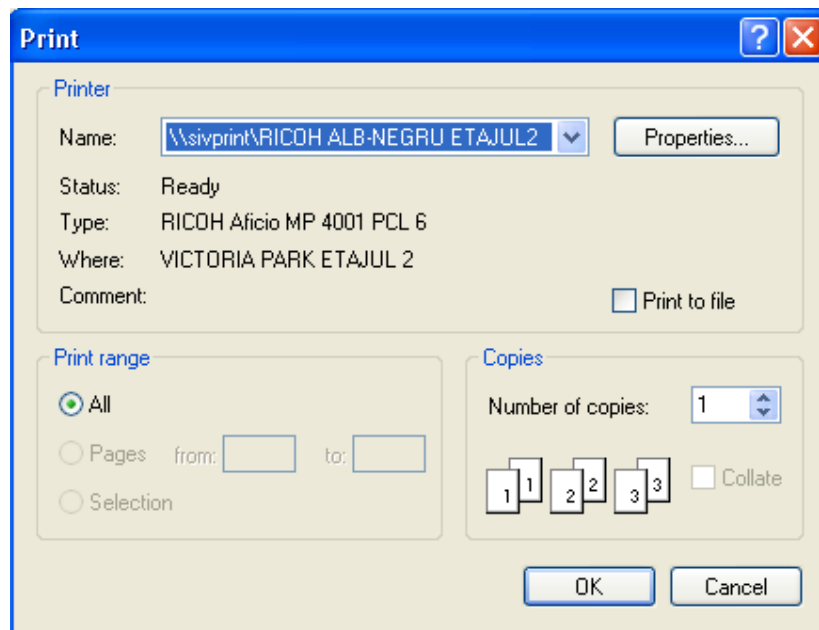 Print
Printer
Name: \\sivprint\RICOH ALB-NEGRU ETAJUL2 Properties...
Status: Ready
Type: RICOH Aficio MP 4001 PCL 6
Where: VICTORIA PARK ETAJUL 2
Comment: Print to file
Print range
All
Pages from: to:
Selection
Copies
Number of copies: 1
1 1 2 2 3 3 Collate
OK Cancel